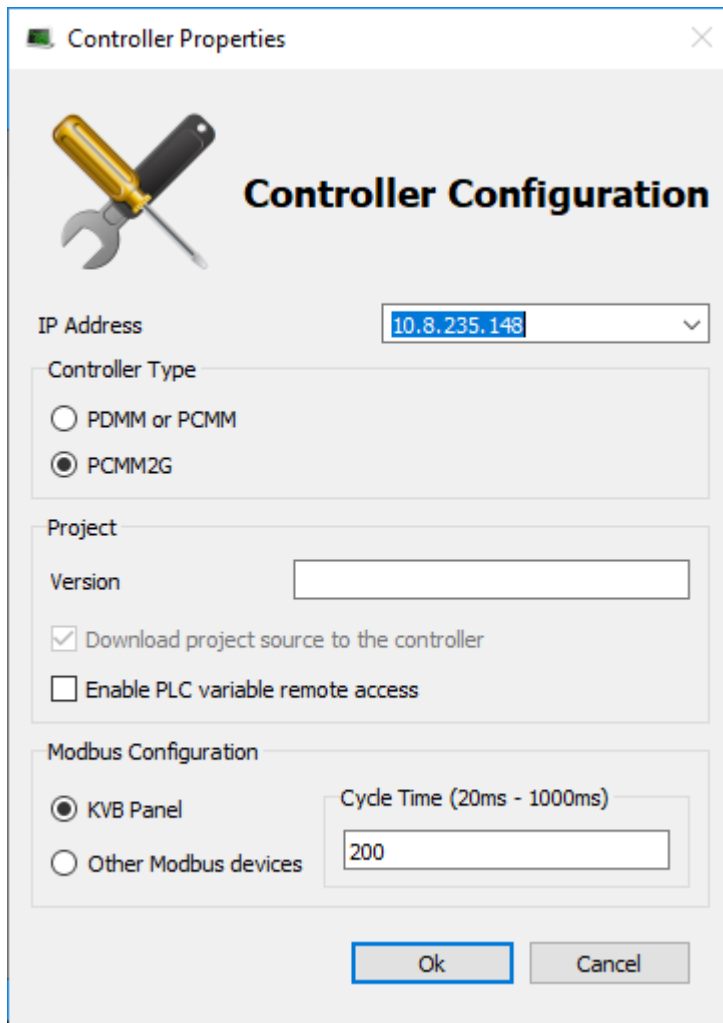 Controller Properties
Controller Configuration
IP Address
10.8.235.148
Controller Type
PDMM or PCMM
PCMM2G
Project
Version
Download project source to the controller
Enable PLC variable remote access
Modbus Configuration
KVB Panel
Other Modbus devices
Cycle Time (20ms - 1000ms)
200
Ok
Cancel